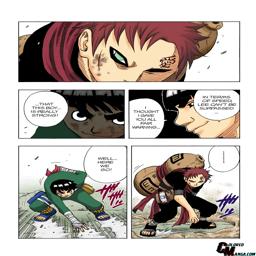 IN TERMS
OF SPEED,
LEE CAN'T
BE
SURPASSED!
I
THOUGHT
I GAVE
YOU ALL
FAIR
WARNING...
...THAT
THIS BOY...
IS REALLY
STRONG!
!
WELL...
HERE
WE
GO!
COLORED
MANGA.COM